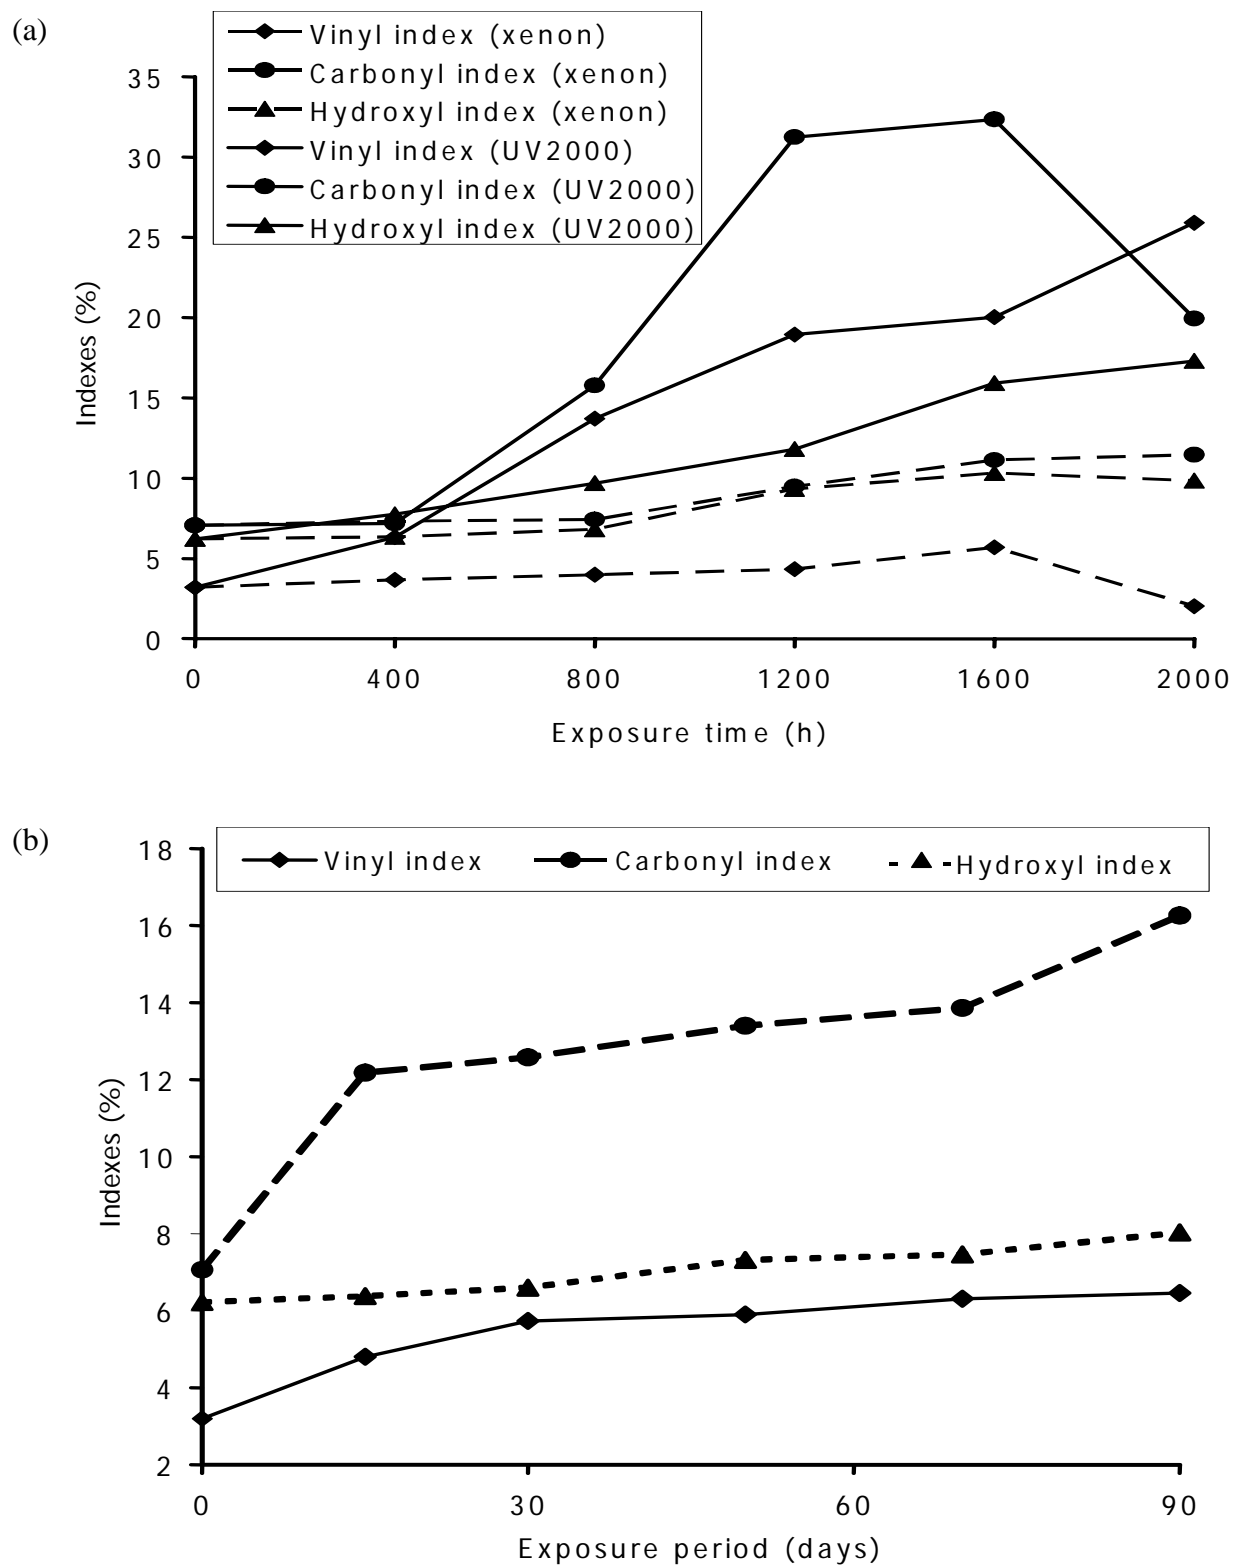 (a)
Vinyl index (xenon)
Carbonyl index (xenon)
Hydroxyl index (xenon)
Vinyl index (UV2000)
Carbonyl index (UV2000)
Hydroxyl index (UV2000)
35
30
25
20
15
10
5
0
Indexes (%)
0 400 800 1200 1600 2000
Exposure time (h)
(b)
Vinyl index Carbonyl index Hydroxyl index
18
16
14
12
10
8
6
4
2
Indexes (%)
0 30 60 90
Exposure period (days)